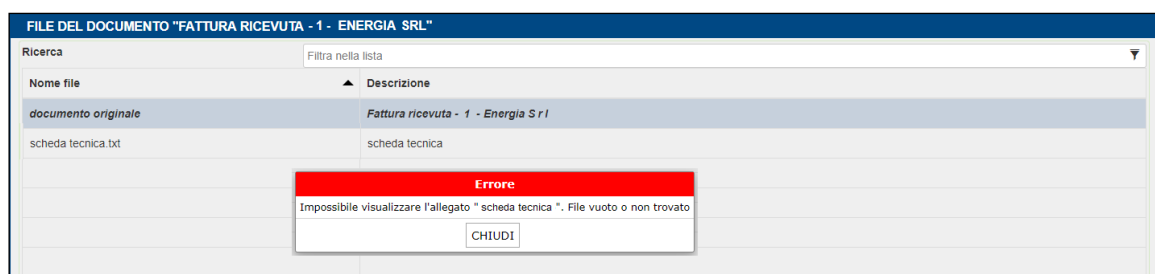 FILE DEL DOCUMENTO "FATTURA RICEVUTA - 1 - ENERGIA SRL"
Ricerca Filtra nella lista
Nome file Descrizione
documento originale Fattura ricevuta - 1 - Energia S r l
scheda tecnica.txt scheda tecnica
Errore
Impossibile visualizzare l'allegato " scheda tecnica ". File vuoto o non trovato
CHIUDI